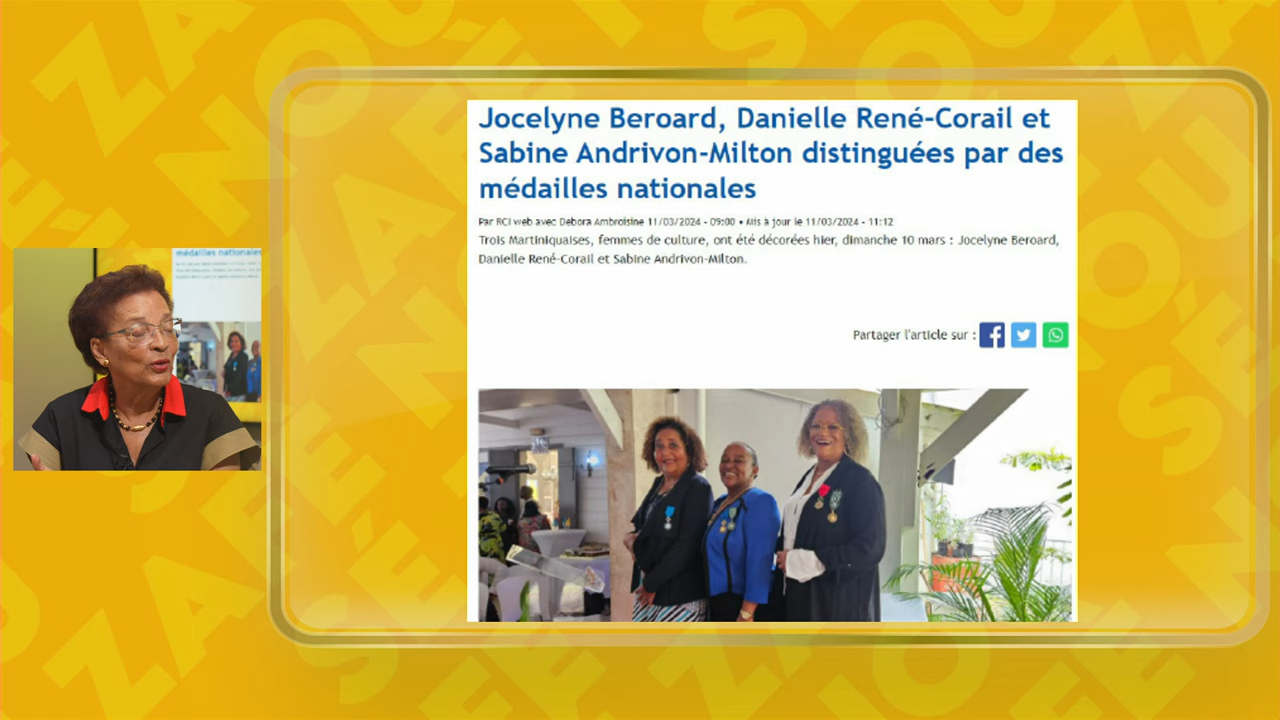 Jocelyne Beroard, Danielle René-Corail et
Sabine Andrivon-Milton distinguées par des
médailles nationales
Par RCI web avec Debora Ambroisine 11/03/2024 - 09:00 • Mis à jour le 11/03/2024 - 11:12
Trois Martiniquaises, femmes de culture, ont été décorées hier, dimanche 10 mars : Jocelyne Beroard,
Danielle René-Corail et Sabine Andrivon-Milton.
Partager l'article sur :
médailles nationales